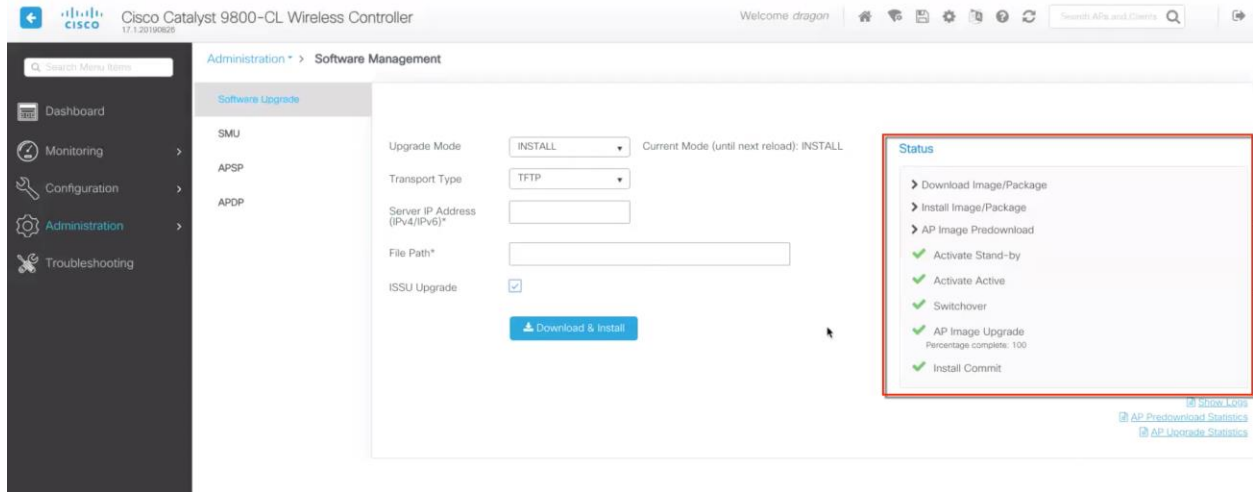 CISCO
Cisco Catalyst 9800-CL Wireless Controller
17.1.20190826
Welcome dragon
Search APs and Clients
Search Menu Items
Dashboard
Monitoring
Configuration
Administration
Troubleshooting
Administration > Software Management
Software Upgrade
SMU
APSP
APDP
Upgrade Mode
INSTALL
Current Mode (until next reload): INSTALL
Transport Type
TFTP
Server IP Address
(IPv4/IPv6)*
File Path*
ISSU Upgrade
Download & Install
Status
Download Image/Package
Install Image/Package
AP Image Predownload
Activate Stand-by
Activate Active
Switchover
AP Image Upgrade
Percentage complete: 100
Install Commit
Show Logs
AP Predownload Statistics
AP Upgrade Statistics